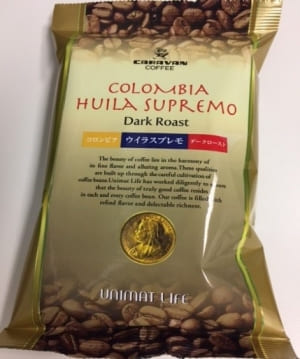 CARAVAN
COFFEE
COLOMBIA
HUILA SUPREMO
Dark Roast
コロンビア ウイラスプレモ ダークロースト
The beauty of coffee lies in the harmony of
its fine flavor and alluring aroma. These qualities
are built up through the careful cultivation of
coffee beans. Unimat Life has worked diligently to
that the beauty of truly good coffee resides
in each and every coffee bean. Our coffee is filled with
refined flavor and delectable richness.
UNIMAT LIFE